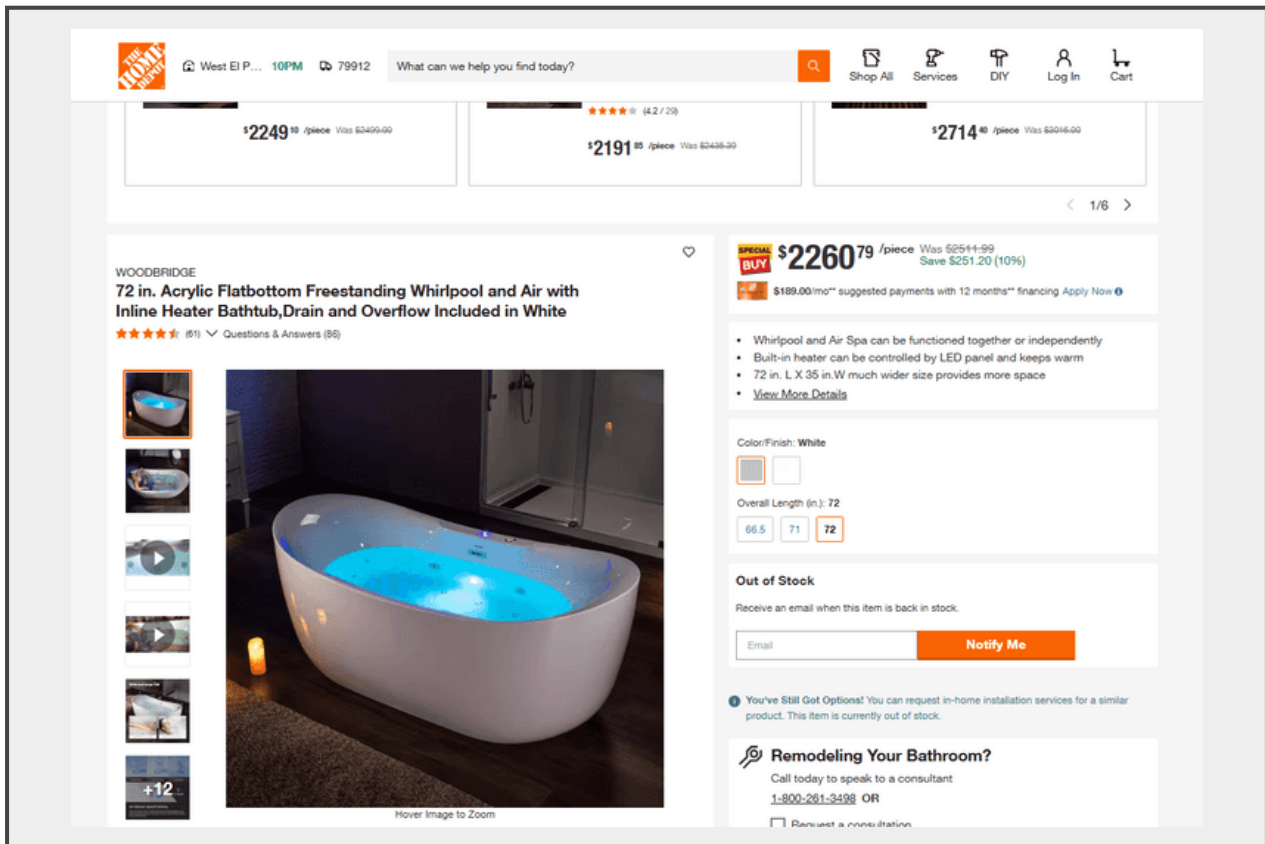 THE HOME DEPOT
West El P... 10PM 79912
What can we help you find today?
Shop All
Services
DIY
Log In
Cart
$2249 10 /piece Was $2499.00
(4.2 / 29)
$2191 85 /piece Was $2435.39
$2714 40 /piece Was $3016.00
1/6
WOODBRIDGE
72 in. Acrylic Flatbottom Freestanding Whirlpool and Air with
Inline Heater Bathtub,Drain and Overflow Included in White
(61) Questions & Answers (86)
+12
Hover Image to Zoom
SPECIAL BUY
$2260 79 /piece Was $2511.99
Save $251.20 (10%)
$189.00/mo** suggested payments with 12 months** financing Apply Now
Whirlpool and Air Spa can be functioned together or independently
Built-in heater can be controlled by LED panel and keeps warm
72 in. L X 35 in.W much wider size provides more space
View More Details
Color/Finish: White
Overall Length (in.): 72
66.5 71 72
Out of Stock
Receive an email when this item is back in stock.
Email Notify Me
You've Still Got Options! You can request in-home installation services for a similar
product. This item is currently out of stock.
Remodeling Your Bathroom?
Call today to speak to a consultant
1-800-261-3498 OR
Request a consultation